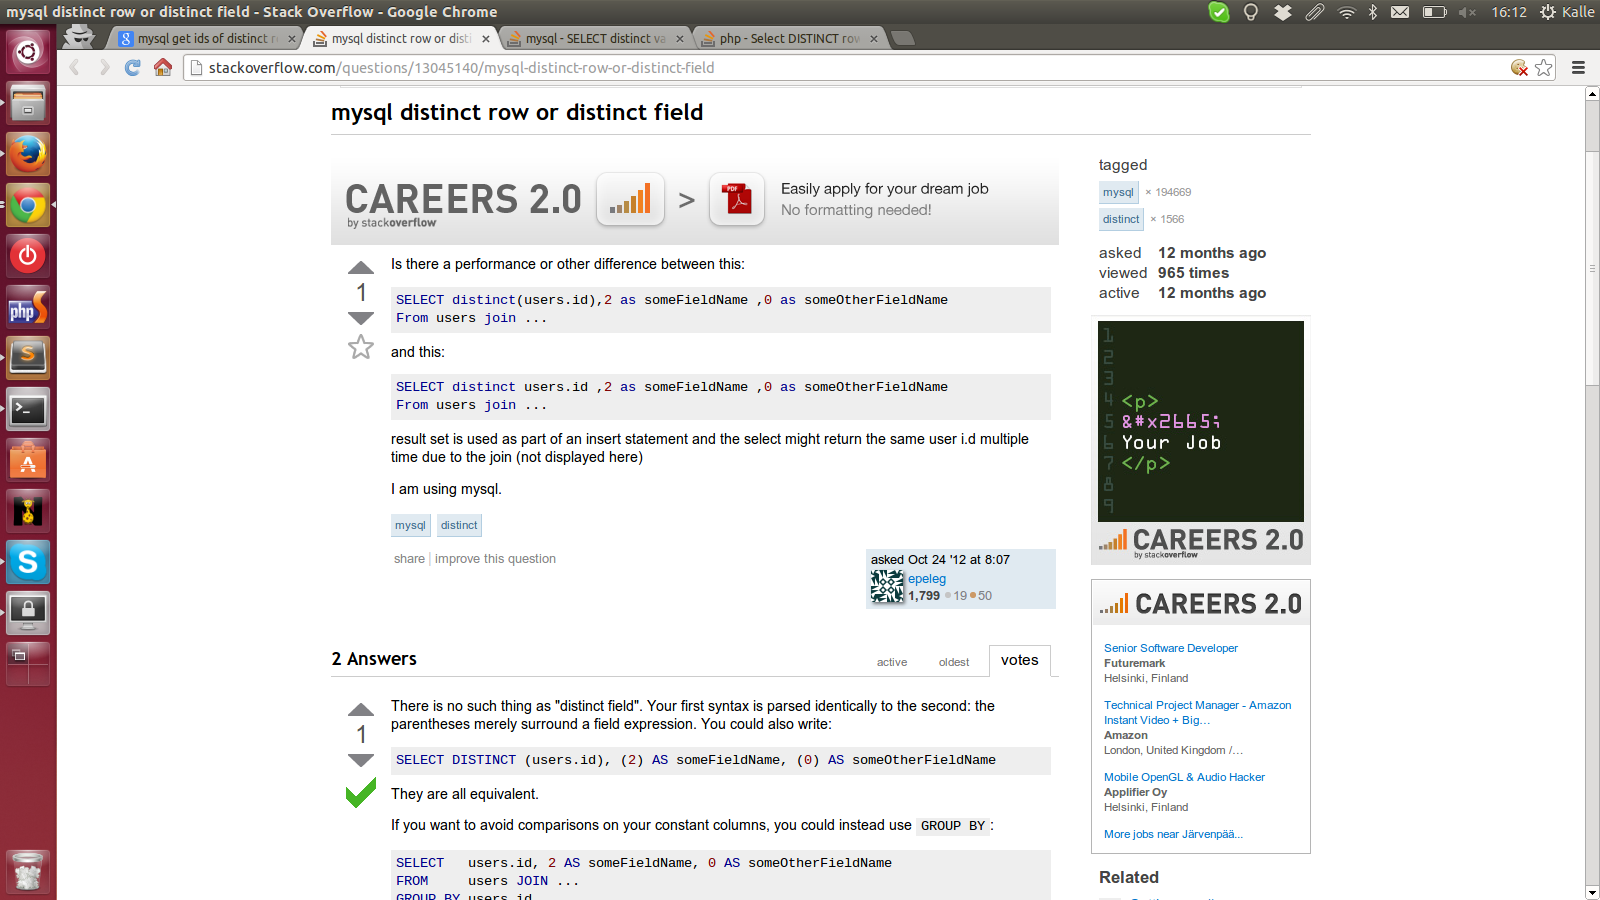 mysql distinct row or distinct field - Stack Overflow - Google Chrome
16:12
Kalle
mysql get ids of distinct r
mysql distinct row or disti
mysql - SELECT distinct va
php - Select DISTINCT row
stackoverflow.com/questions/13045140/mysql-distinct-row-or-distinct-field
mysql distinct row or distinct field
CAREERS 2.0
by stackoverflow
>
PDF
Easily apply for your dream job
No formatting needed!
1
Is there a performance or other difference between this:
SELECT distinct(users.id),2 as someFieldName ,0 as someOtherFieldName
From users join ...
and this:
SELECT distinct users.id ,2 as someFieldName ,0 as someOtherFieldName
From users join ...
result set is used as part of an insert statement and the select might return the same user i.d multiple
time due to the join (not displayed here)
I am using mysql.
mysql distinct
share improve this question
asked Oct 24 '12 at 8:07
epeleg
1,799 19 50
2 Answers
active oldest votes
1
There is no such thing as "distinct field". Your first syntax is parsed identically to the second: the
parentheses merely surround a field expression. You could also write:
SELECT DISTINCT (users.id), (2) AS someFieldName, (0) AS someOtherFieldName
They are all equivalent.
If you want to avoid comparisons on your constant columns, you could instead use GROUP BY:
SELECT users.id, 2 AS someFieldName, 0 AS someOtherFieldName
FROM users JOIN ...
GROUP BY users.id
tagged
mysql × 194669
distinct × 1566
asked 12 months ago
viewed 965 times
active 12 months ago
1
2
3
4 <p>
5 &#x2665;
6 Your Job
7 </p>
8
9
CAREERS 2.0
by stackoverflow
CAREERS 2.0
Senior Software Developer
Futuremark
Helsinki, Finland
Technical Project Manager - Amazon
Instant Video + Big...
Amazon
London, United Kingdom /...
Mobile OpenGL & Audio Hacker
Applifier Oy
Helsinki, Finland
More jobs near Järvenpää...
Related
php
S
>_
A
S